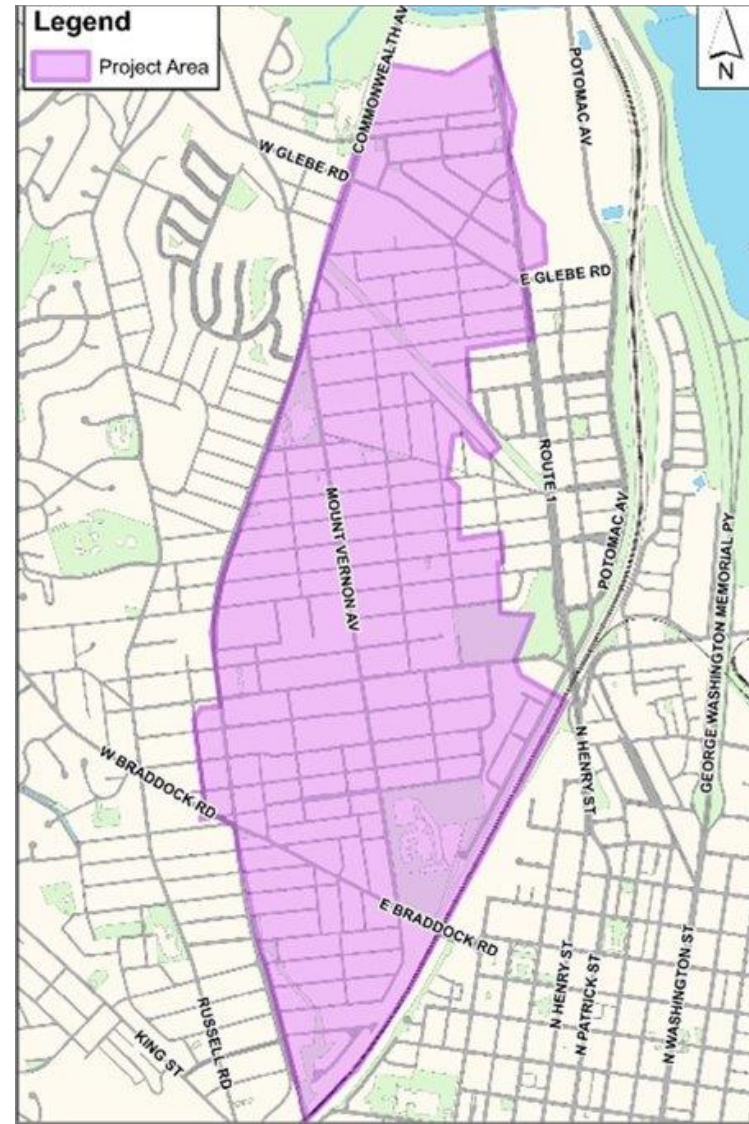 Legend
Project Area
N
COMMONWEALTH AV
POTOMAC AV
W GLEBE RD
E GLEBE RD
ROUTE 1
MOUNT VERNON AV
POTOMAC AV
GEORGE WASHINGTON MEMORIAL PY
N HENRY ST
W BRADDOCK RD
E BRADDOCK RD
N HENRY ST
N PATRICK ST
N WASHINGTON ST
RUSSELL RD
KING ST